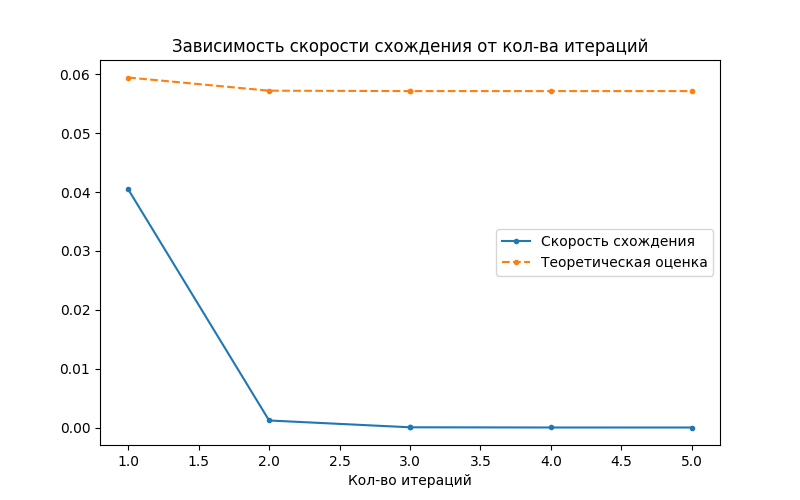 Зависимость скорости схождения от кол-ва итераций
0.06
0.05
0.04
0.03
0.02
0.01
0.00
Скорость схождения
Теоретическая оценка
1.0 1.5 2.0 2.5 3.0 3.5 4.0 4.5 5.0
Кол-во итераций